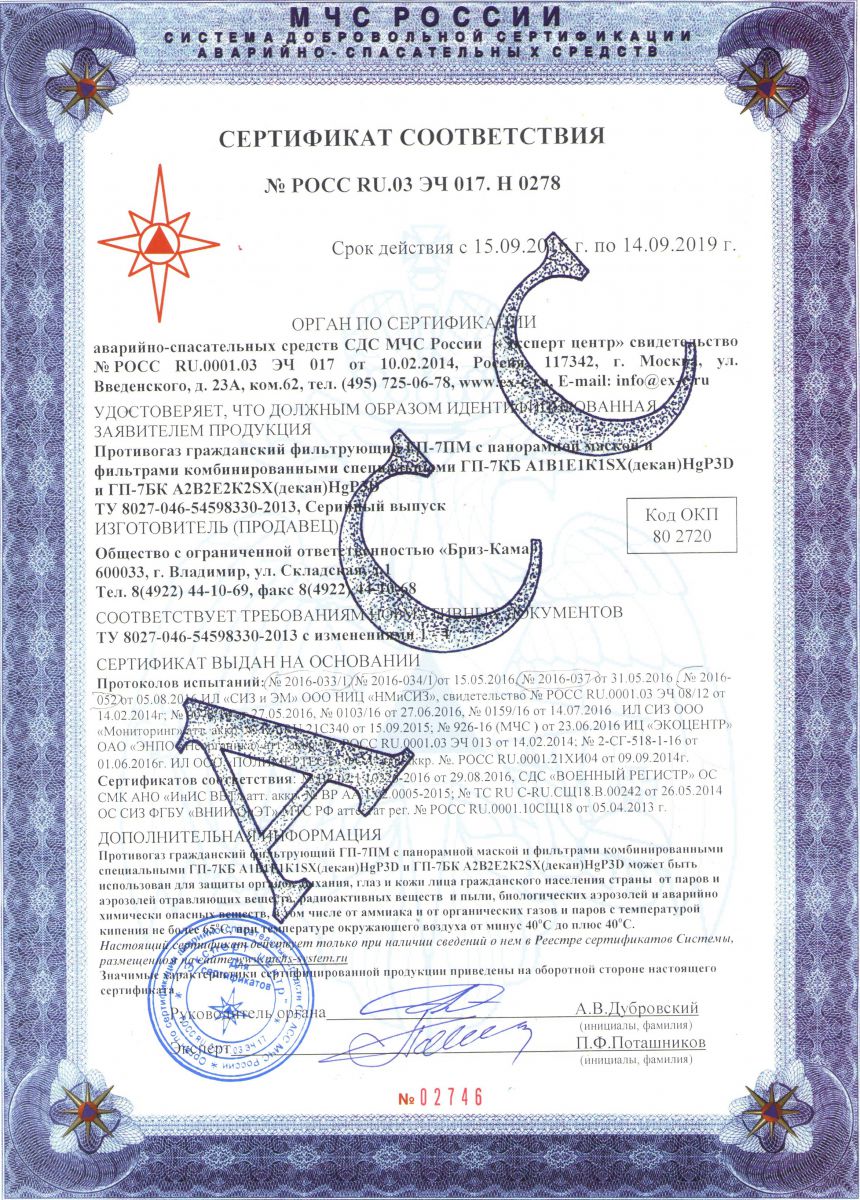 МЧС РОССИИ
СИСТЕМА ДОБРОВОЛЬНОЙ СЕРТИФИКАЦИИ
АВАРИЙНО-СПАСАТЕЛЬНЫХ СРЕДСТВ
СЕРТИФИКАТ СООТВЕТСТВИЯ
№ РОСС RU.03 ЭЧ 017. Н 0278
Срок действия с 15.09.2016 г. по 14.09.2019 г.
ОРГАН ПО СЕРТИФИКАЦИИ
аварийно-спасательных средств СДС МЧС России «Эксперт центр» свидетельство
№ РОСС RU.0001.03 ЭЧ 017 от 10.02.2014, Россия, 117342, г. Москва, ул.
Введенского, д. 23А, ком.62, тел. (495) 725-06-78, www.ex-c.ru, E-mail: info@ex-c.ru
УДОСТОВЕРЯЕТ, ЧТО ДОЛЖНЫМ ОБРАЗОМ ИДЕНТИФИЦИРОВАННАЯ
ЗАЯВИТЕЛЕМ ПРОДУКЦИЯ
Противогаз гражданский фильтрующий ГП-7ПМ с панорамной маской и
фильтрами комбинированными специальными ГП-7КБ А1В1Е1К1SX(декан)HgP3D
и ГП-7БК А2В2Е2К2SX(декан)HgP3D
ТУ 8027-046-54598330-2013, Серийный выпуск
ИЗГОТОВИТЕЛЬ (ПРОДАВЕЦ)
Код ОКП
80 2720
Общество с ограниченной ответственностью «Бриз-Кама»
600033, г. Владимир, ул. Складская, д.1
Тел. 8(4922) 44-10-69, факс 8(4922) 44-10-68
СООТВЕТСТВУЕТ ТРЕБОВАНИЯМ НОРМАТИВНЫХ ДОКУМЕНТОВ
ТУ 8027-046-54598330-2013 с изменениями 1 - 4
СЕРТИФИКАТ ВЫДАН НА ОСНОВАНИИ
Протоколов испытаний: № 2016-033/1, № 2016-034/1 от 15.05.2016, № 2016-037 от 31.05.2016, № 2016-
052 от 05.08.2016 ИЛ «СИЗ и ЭМ» ООО НИЦ «НМиСИЗ», свидетельство № РОСС RU.0001.03 ЭЧ 08/12 от
14.02.2014г; № от 27.05.2016, № 0103/16 от 27.06.2016, № 0159/16 от 14.07.2016 ИЛ СИЗ ООО
«Мониторинг» атт. аккр. 21С340 от 15.09.2015; № 926-16 (МЧС ) от 23.06.2016 ИЦ «ЭКОЦЕНТР»
ОАО «ЭНПО «Неорганика» атт. аккр. № РОСС RU.0001.03 ЭЧ 013 от 14.02.2014; № 2-СГ-518-1-16 от
01.06.2016г. ИЛ ООО аккр. №. РОСС RU.0001.21ХИ04 от 09.09.2014г.
Сертификатов соответствия: -2016 от 29.08.2016, СДС «ВОЕННЫЙ РЕГИСТР» ОС
СМК АНО «ИнИС ВВТ» атт. аккр. № ВР АА 0005-2015; № ТС RU C-RU.СЩ18.В.00242 от 26.05.2014
ОС СИЗ ФГБУ «ВНИИ ОиЭТ» МТС РФ аттестат рег. № РОСС RU.0001.10СЩ18 от 05.04.2013 г.
ДОПОЛНИТЕЛЬНАЯ ИНФОРМАЦИЯ
Противогаз гражданский фильтрующий ГП-7ПМ с панорамной маской и фильтрами комбинированными
специальными ГП-7КБ А1В1Е1К1SX(декан)HgP3D и ГП-7БК А2В2Е2К2SX(декан)HgP3D может быть
использован для защиты органов дыхания, глаз и кожи лица гражданского населения страны от паров и
аэрозолей отравляющих веществ, радиоактивных веществ и пыли, биологических аэрозолей и аварийно
химически опасных веществ, в том числе от аммиака и от органических газов и паров с температурой
кипения не более 65°С, при температуре окружающего воздуха от минус 40°С до плюс 40°С.
Настоящий сертификат действует только при наличии сведений о нем в Реестре сертификатов Системы,
размещенном на сайте www.mchs-system.ru
Значимые характеристики сертифицированной продукции приведены на оборотной стороне настоящего
сертификата
Руководитель органа А.В.Дубровский
(инициалы, фамилия)
Эксперт П.Ф.Поташников
(инициалы, фамилия)
АССС
Эксперт центр
Для сертификатов
№ 02746